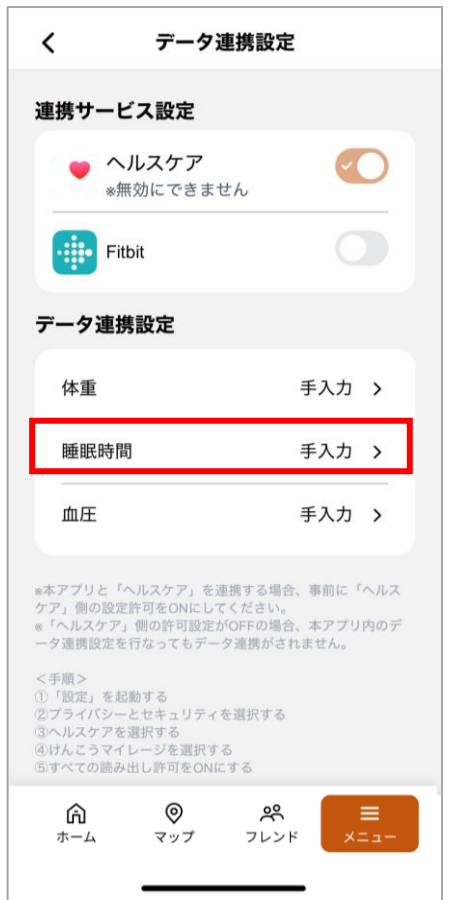 データ連携設定
連携サービス設定
ヘルスケア
※無効にできません
Fitbit
データ連携設定
体重 手入力
睡眠時間 手入力
血圧 手入力
※本アプリと「ヘルスケア」を連携する場合、事前に「ヘルス
ケア」側の設定許可をONにしてください。
※「ヘルスケア」側の許可設定がOFFの場合、本アプリ内のデ
ータ連携設定を行なってもデータ連携がされません。
＜手順＞
①「設定」を起動する
②プライバシーとセキュリティを選択する
③ヘルスケアを選択する
④けんこうマイレージを選択する
⑤すべての読み出し許可をONにする
ホーム マップ フレンド メニュー